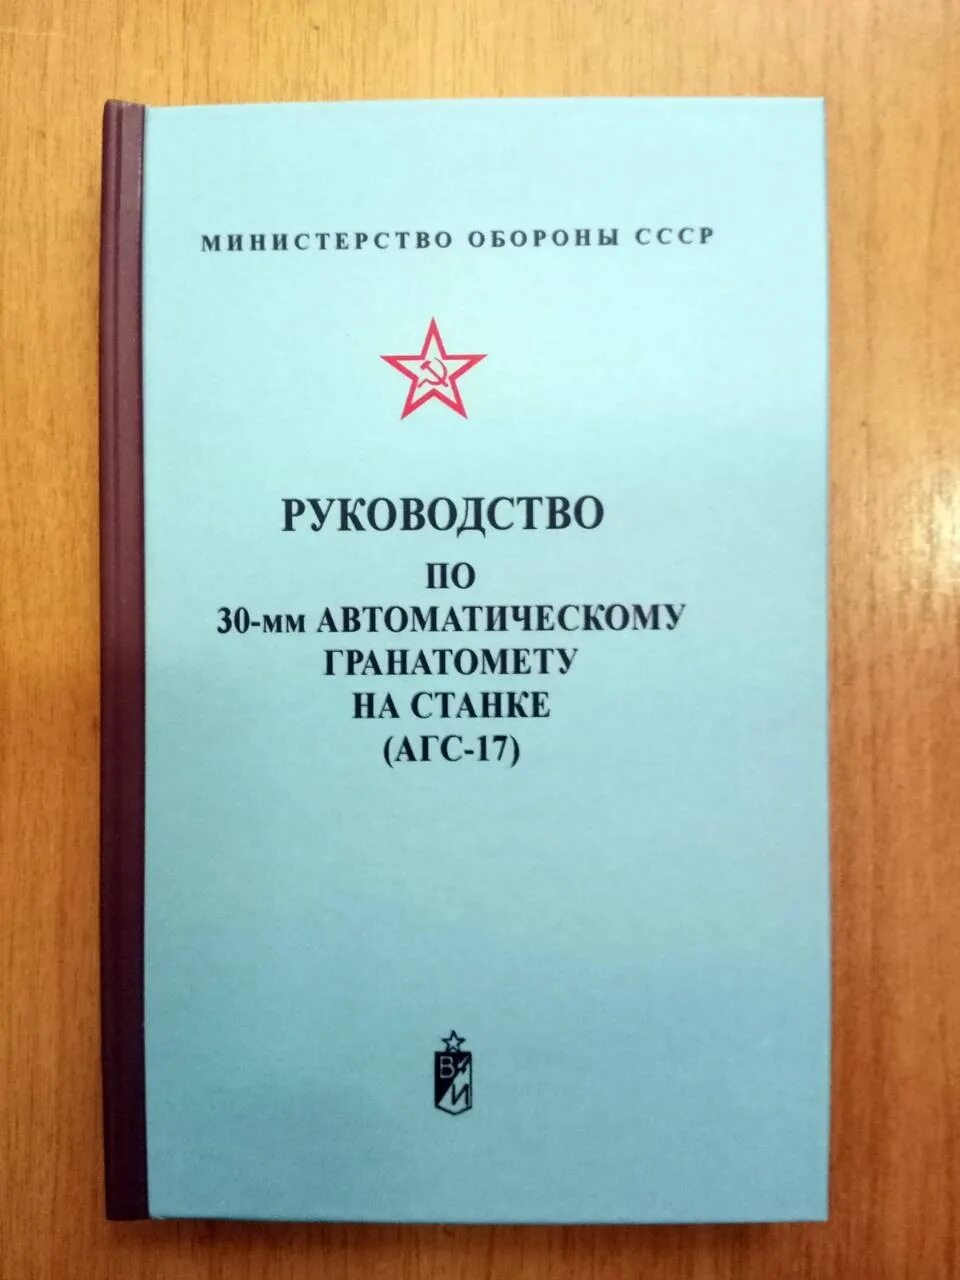 МИНИСТЕРСТВО ОБОРОНЫ СССР
РУКОВОДСТВО
ПО
30-мм АВТОМАТИЧЕСКОМУ
ГРАНАТОМЕТУ
НА СТАНКЕ
(АГС-17)
В
И